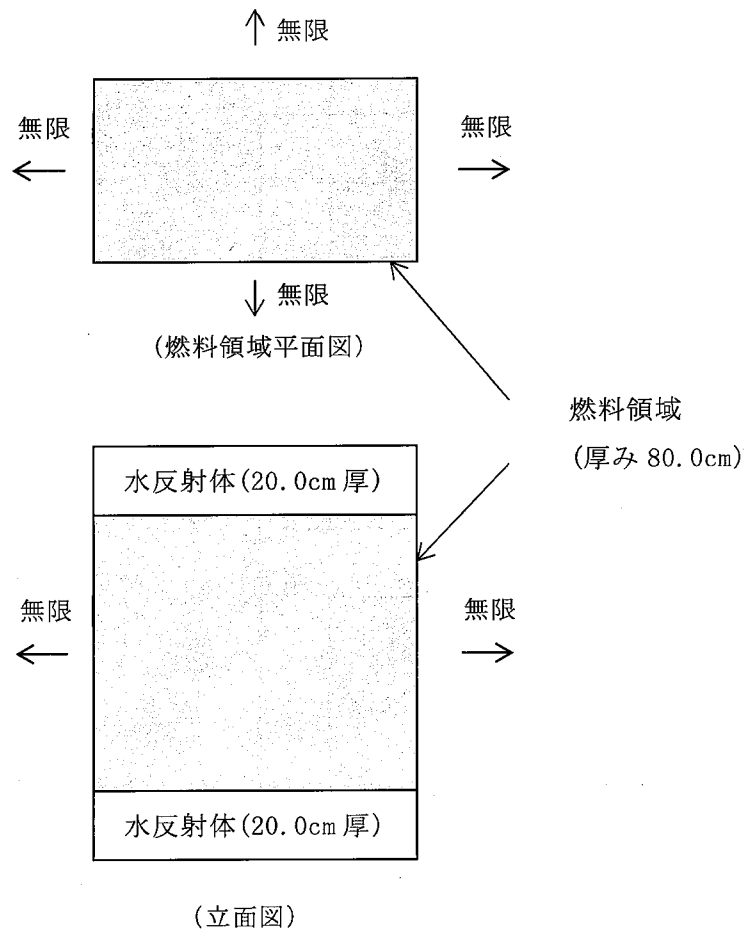 無限
無限
無限
無限
(燃料領域平面図)
燃料領域
(厚み 80.0cm)
水反射体(20.0cm 厚)
無限
無限
水反射体(20.0cm 厚)
(立面図)